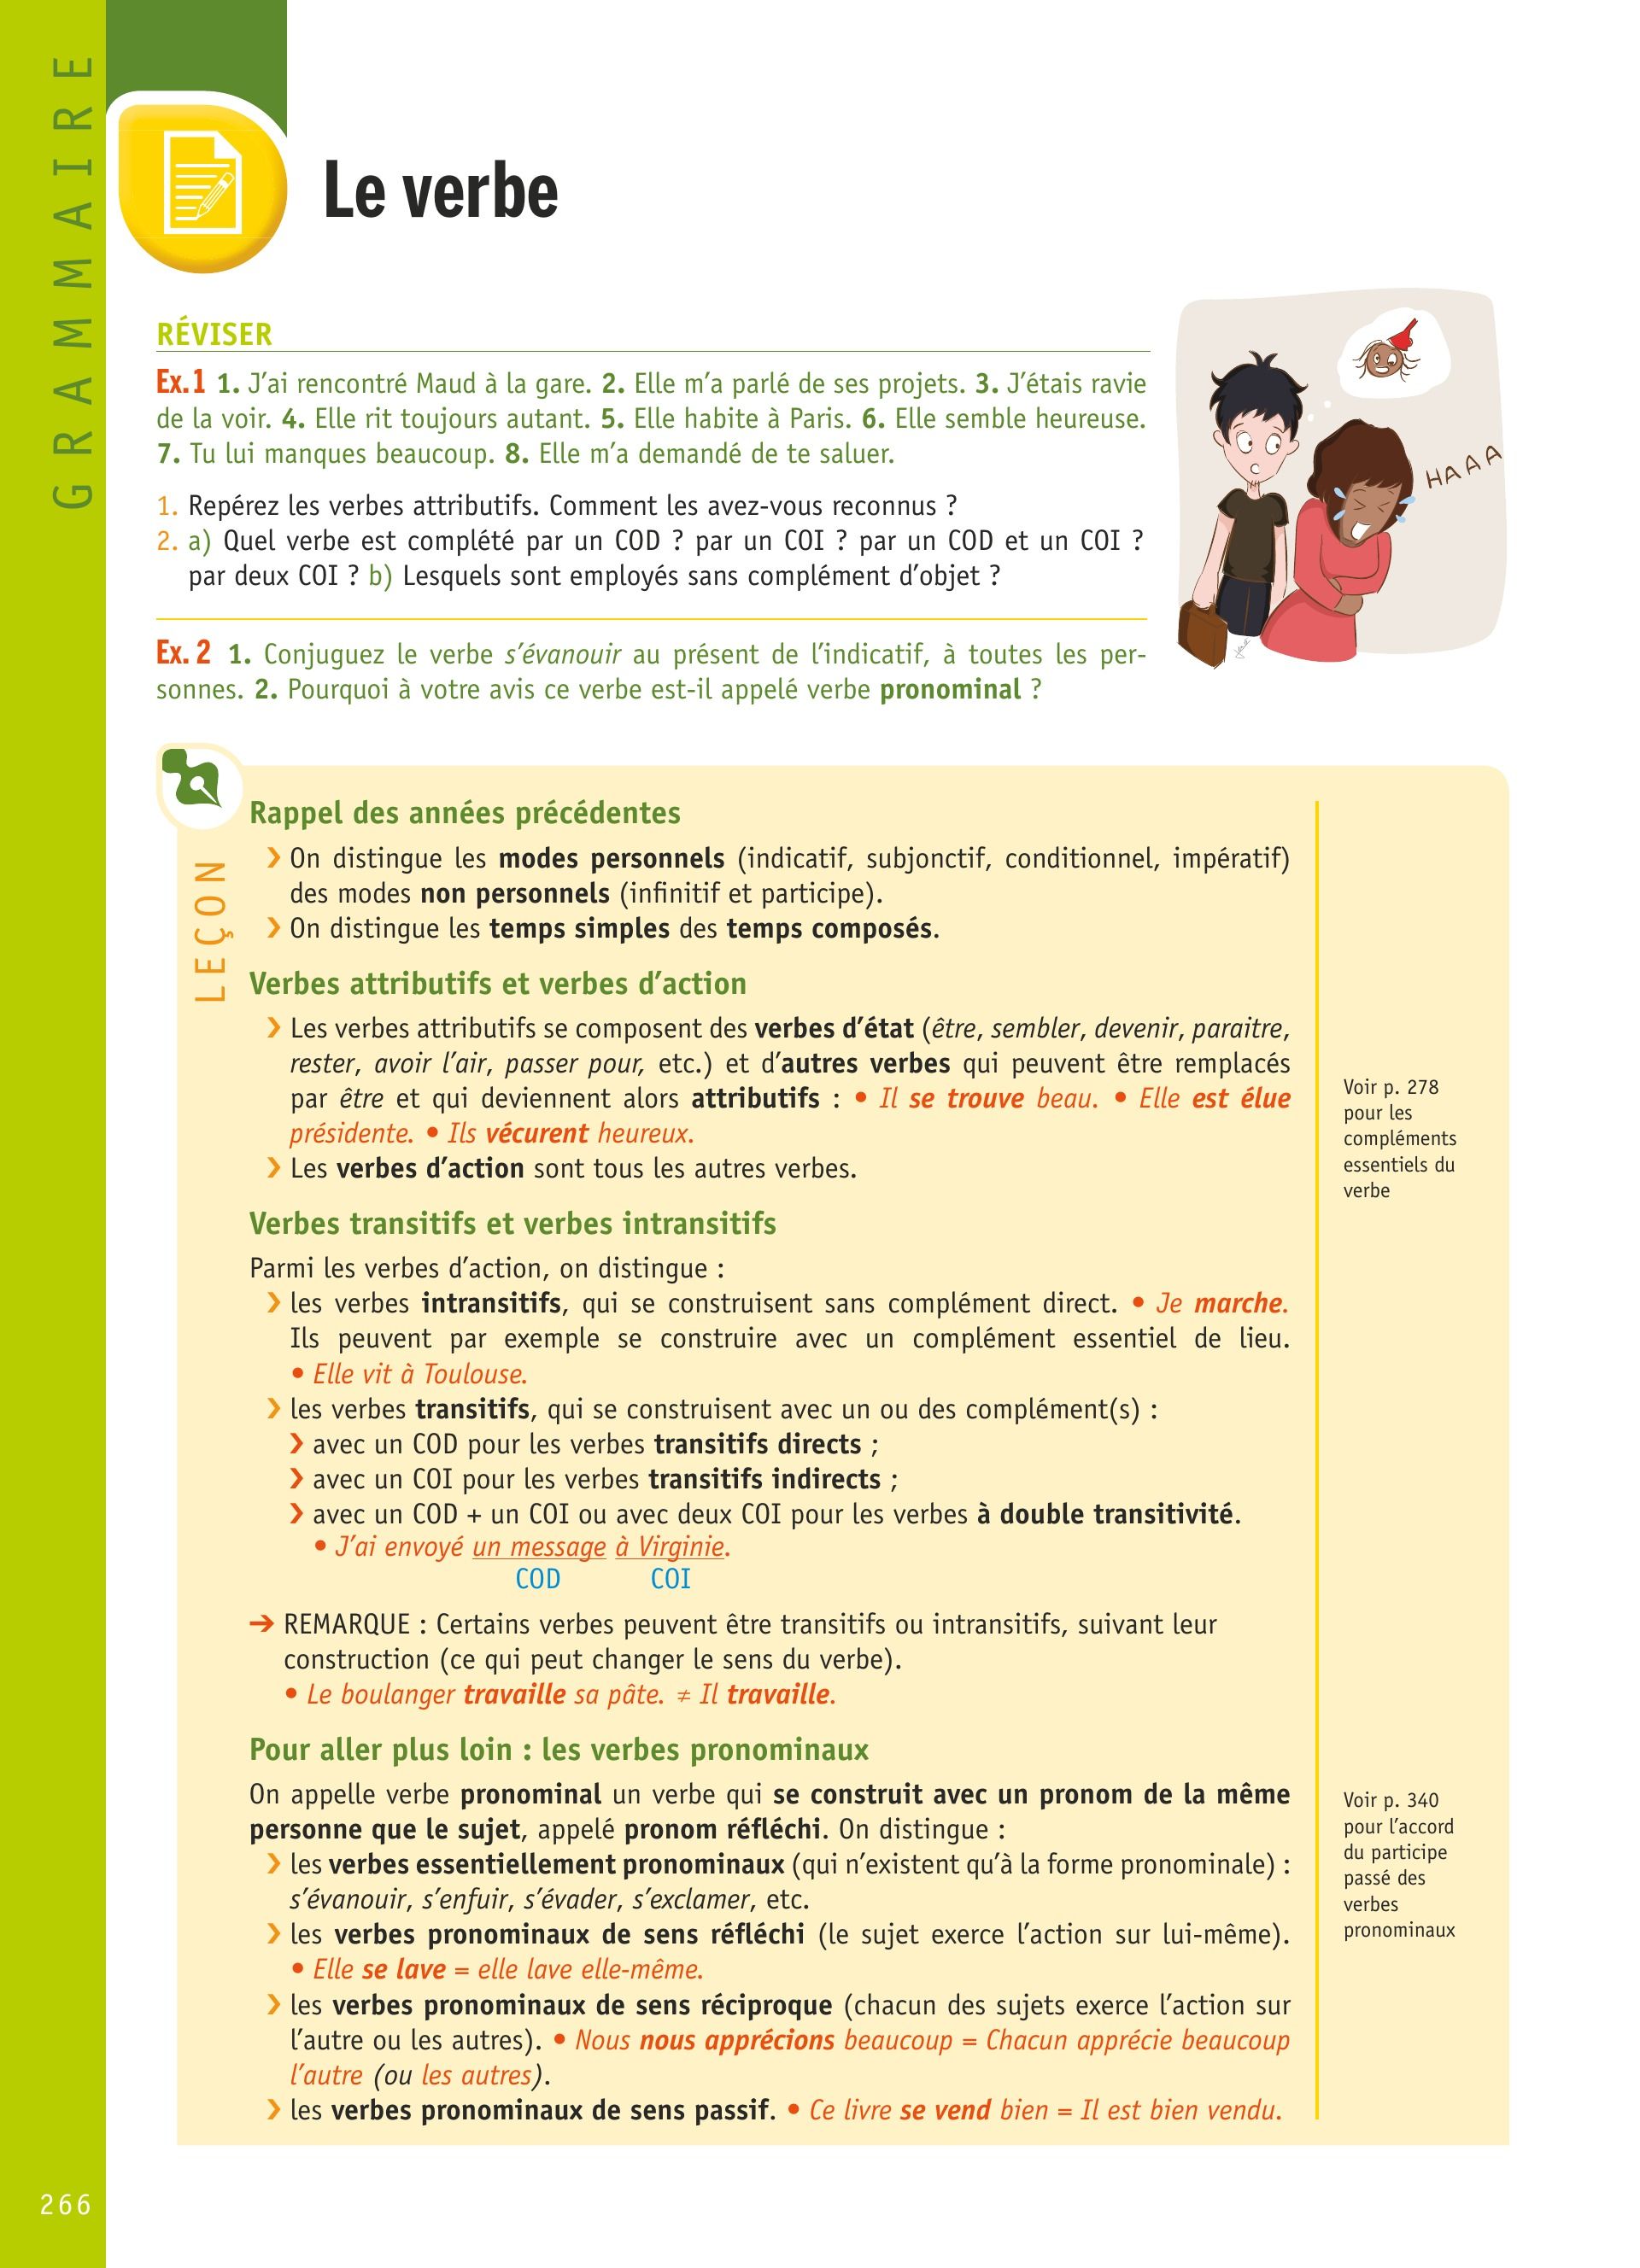 GRAMMAIRE
Le verbe
RÉVISER
Ex.1 1. J'ai rencontré Maud à la gare. 2. Elle m'a parlé de ses projets. 3. J'étais ravie
de la voir. 4. Elle rit toujours autant. 5. Elle habite à Paris. 6. Elle semble heureuse.
7. Tu lui manques beaucoup. 8. Elle m'a demandé de te saluer.
1. Repérez les verbes attributifs. Comment les avez-vous reconnus ?
2. a) Quel verbe est complété par un COD ? par un COI ? par un COD et un COI ?
par deux COI ? b) Lesquels sont employés sans complément d'objet ?
HAAA
Ex. 2 1. Conjuguez le verbe s'évanouir au présent de l'indicatif, à toutes les per-
sonnes. 2. Pourquoi à votre avis ce verbe est-il appelé verbe pronominal ?
LEÇON
Rappel des années précédentes
› On distingue les modes personnels (indicatif, subjonctif, conditionnel, impératif)
des modes non personnels (infinitif et participe).
› On distingue les temps simples des temps composés.
Verbes attributifs et verbes d'action
› Les verbes attributifs se composent des verbes d'état (être, sembler, devenir, paraitre,
rester, avoir l'air, passer pour, etc.) et d'autres verbes qui peuvent être remplacés
par être et qui deviennent alors attributifs : • Il se trouve beau. • Elle est élue
présidente. • Ils vécurent heureux.
› Les verbes d'action sont tous les autres verbes.
Voir p. 278
pour les
compléments
essentiels du
verbe
Verbes transitifs et verbes intransitifs
Parmi les verbes d'action, on distingue :
› les verbes intransitifs, qui se construisent sans complément direct. • Je marche.
Ils peuvent par exemple se construire avec un complément essentiel de lieu.
• Elle vit à Toulouse.
› les verbes transitifs, qui se construisent avec un ou des complément(s) :
› avec un COD pour les verbes transitifs directs ;
› avec un COI pour les verbes transitifs indirects ;
› avec un COD + un COI ou avec deux COI pour les verbes à double transitivité.
• J'ai envoyé un message à Virginie.
COD COI
➔ REMARQUE : Certains verbes peuvent être transitifs ou intransitifs, suivant leur
construction (ce qui peut changer le sens du verbe).
• Le boulanger travaille sa pâte. ≠ Il travaille.
Pour aller plus loin : les verbes pronominaux
On appelle verbe pronominal un verbe qui se construit avec un pronom de la même
personne que le sujet, appelé pronom réfléchi. On distingue :
› les verbes essentiellement pronominaux (qui n'existent qu'à la forme pronominale) :
s'évanouir, s'enfuir, s'évader, s'exclamer, etc.
› les verbes pronominaux de sens réfléchi (le sujet exerce l'action sur lui-même).
• Elle se lave = elle lave elle-même.
› les verbes pronominaux de sens réciproque (chacun des sujets exerce l'action sur
l'autre ou les autres). • Nous nous apprécions beaucoup = Chacun apprécie beaucoup
l'autre (ou les autres).
› les verbes pronominaux de sens passif. • Ce livre se vend bien = Il est bien vendu.
Voir p. 340
pour l'accord
du participe
passé des
verbes
pronominaux
266